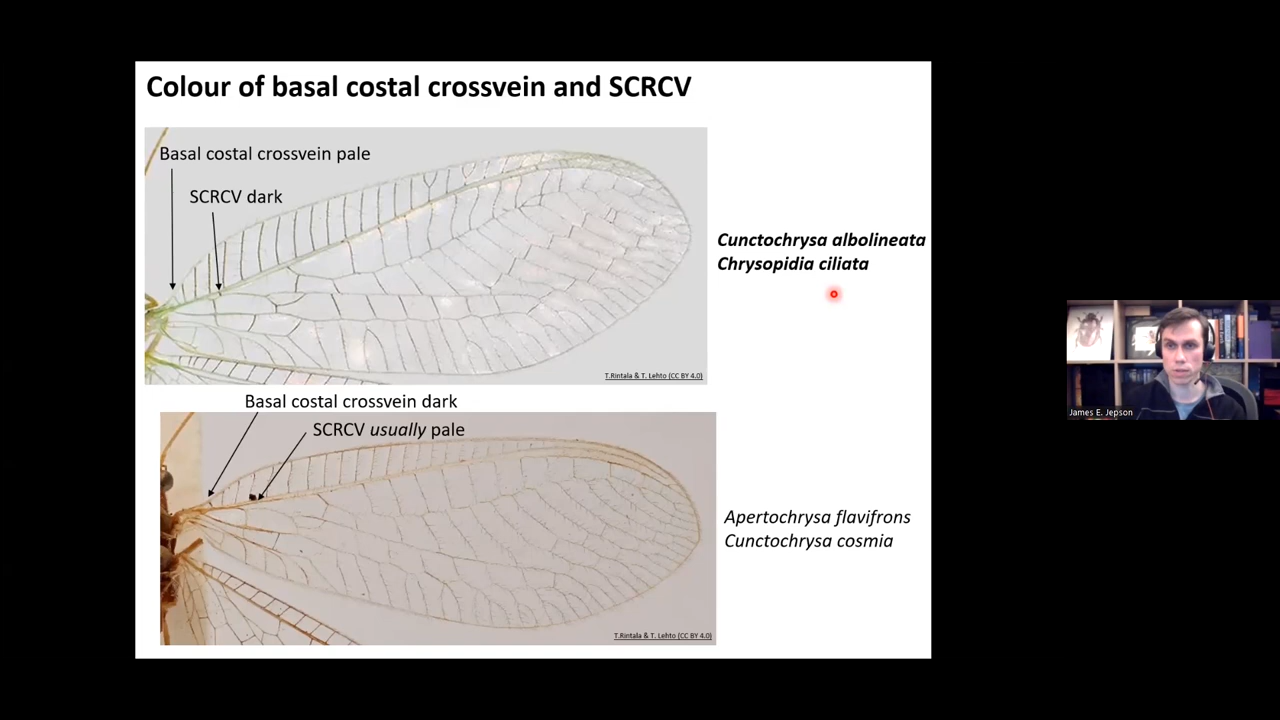 Colour of basal costal crossvein and SCRCV
Basal costal crossvein pale
SCRCV dark
T.Rintala & T. Lehto (CC BY 4.0)
Cunctochrysa albolineata
Chrysopidia ciliata
Basal costal crossvein dark
SCRCV usually pale
T.Rintala & T. Lehto (CC BY 4.0)
Apertochrysa flavifrons
Cunctochrysa cosmia
James E. Jepson